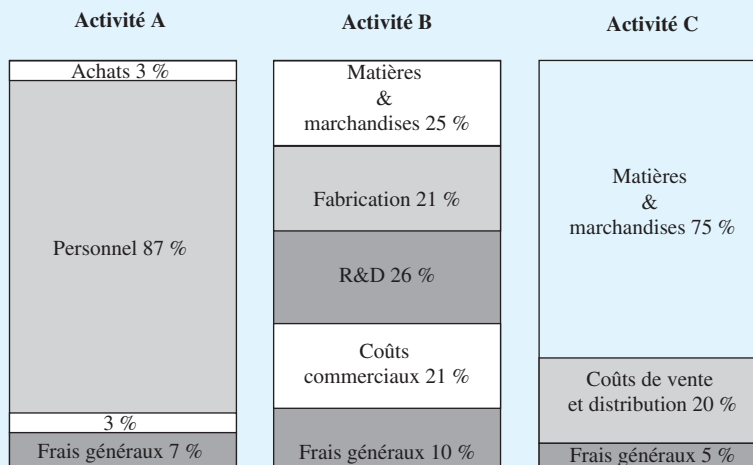 Activité A
Achats 3 %
Personnel 87 %
3 %
Frais généraux 7 %
Activité B
Matières
&
marchandises 25 %
Fabrication 21 %
R&D 26 %
Coûts
commerciaux 21 %
Frais généraux 10 %
Activité C
Matières
&
marchandises 75 %
Coûts de vente
et distribution 20 %
Frais généraux 5 %